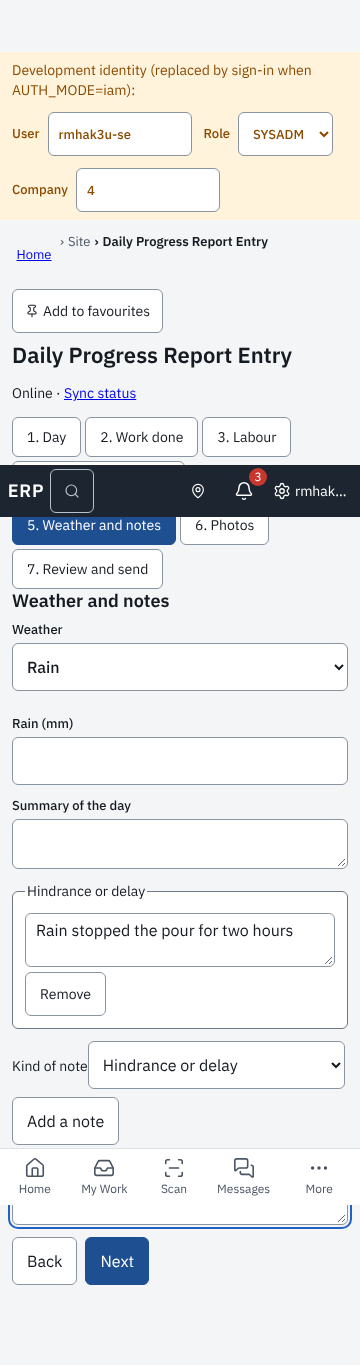 Development identity (replaced by sign-in when
AUTH_MODE=iam):
User rmhak3u-se Role SYSADM
Company 4
Home › Site › Daily Progress Report Entry
Add to favourites
Daily Progress Report Entry
Online · Sync status
1. Day 2. Work done 3. Labour
ERP 3 rmhak...
5. Weather and notes 6. Photos
7. Review and send
Weather and notes
Weather
Rain
Rain (mm)
Summary of the day
Hindrance or delay
Rain stopped the pour for two hours
Remove
Kind of note Hindrance or delay
Add a note
Home My Work Scan Messages More
Back Next